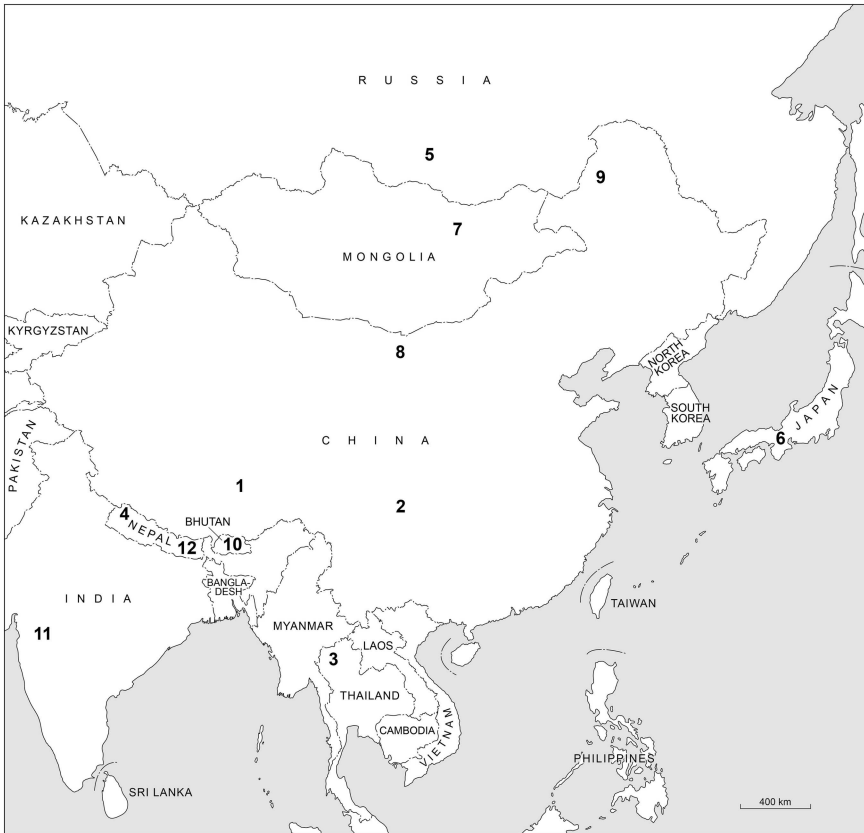 R U S S I A
5
9
KAZAKHSTAN
7
MONGOLIA
KYRGYZSTAN
8
NORTH
KOREA
SOUTH
KOREA
JAPAN
6
PAKISTAN
C H I N A
1
2
4
NEPAL
BHUTAN
12
10
BANGLA-
DESH
INDIA
TAIWAN
11
MYANMAR
LAOS
3
THAILAND
CAMBODIA
VIETNAM
PHILIPPINES
SRI LANKA
400 km